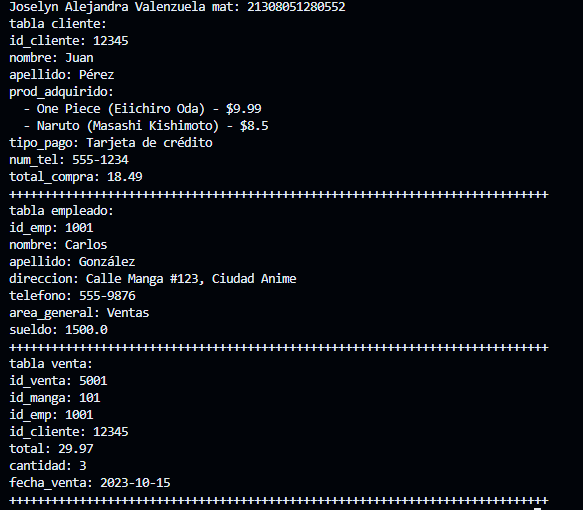 Joselyn Alejandra Valenzuela mat: 21308051280552
tabla cliente:
id_cliente: 12345
nombre: Juan
apellido: Pérez
prod_adquirido:
  - One Piece (Eiichiro Oda) - $9.99
  - Naruto (Masashi Kishimoto) - $8.5
tipo_pago: Tarjeta de crédito
num_tel: 555-1234
total_compra: 18.49
+++++++++++++++++++++++++++++++++++++++++++++++++++++++++++++++++++++++++++
tabla empleado:
id_emp: 1001
nombre: Carlos
apellido: González
direccion: Calle Manga #123, Ciudad Anime
telefono: 555-9876
area_general: Ventas
sueldo: 1500.0
+++++++++++++++++++++++++++++++++++++++++++++++++++++++++++++++++++++++++++
tabla venta:
id_venta: 5001
id_manga: 101
id_emp: 1001
id_cliente: 12345
total: 29.97
cantidad: 3
fecha_venta: 2023-10-15
+++++++++++++++++++++++++++++++++++++++++++++++++++++++++++++++++++++++++++